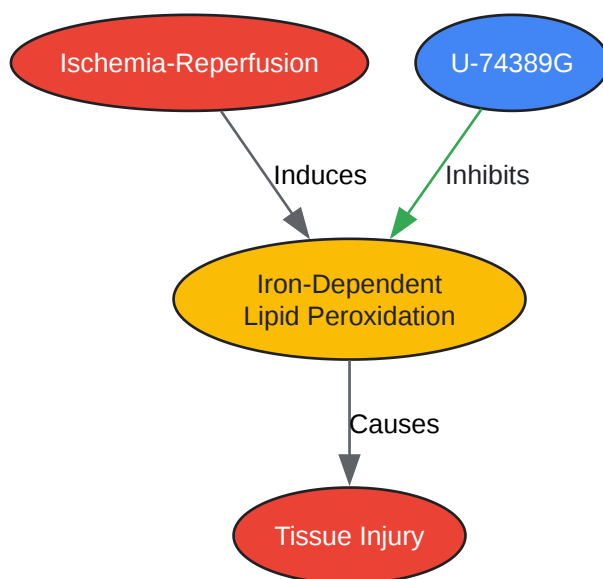 Ischemia-Reperfusion
U-74389G
Induces
Inhibits
Iron-Dependent
Lipid Peroxidation
Causes
Tissue Injury